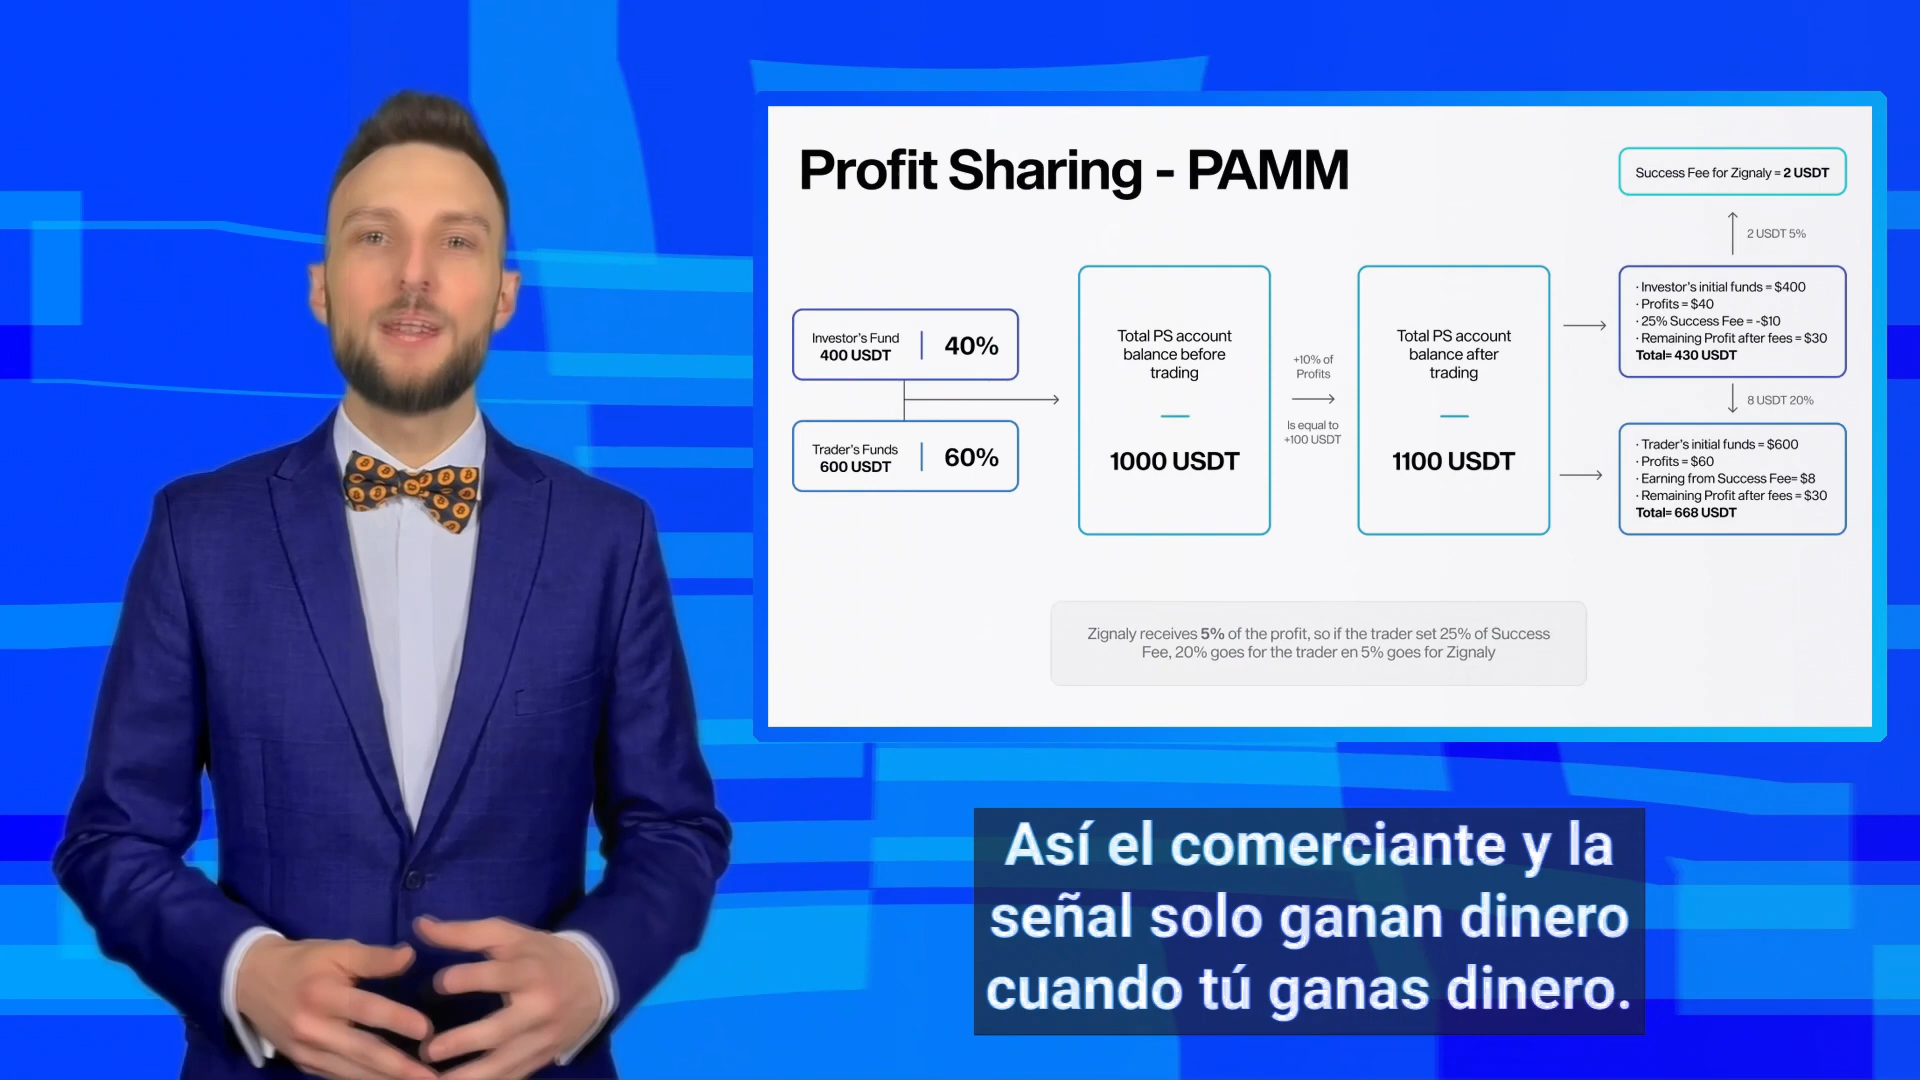 Profit Sharing - PAMM
Success Fee for Zignaly = 2 USDT
2 USDT 5%
Investor's Fund
400 USDT
40%
Trader's Funds
600 USDT
60%
Total PS account
balance before
trading
1000 USDT
+10% of
Profits
Is equal to
+100 USDT
Total PS account
balance after
trading
1100 USDT
· Investor's initial funds = $400
· Profits = $40
· 25% Success Fee = -$10
· Remaining Profit after fees = $30
Total= 430 USDT
8 USDT 20%
· Trader's initial funds = $600
· Profits = $60
· Earning from Success Fee= $8
· Remaining Profit after fees = $30
Total= 668 USDT
Zignaly receives 5% of the profit, so if the trader set 25% of Success
Fee, 20% goes for the trader en 5% goes for Zignaly
Así el comerciante y la
señal solo ganan dinero
cuando tú ganas dinero.